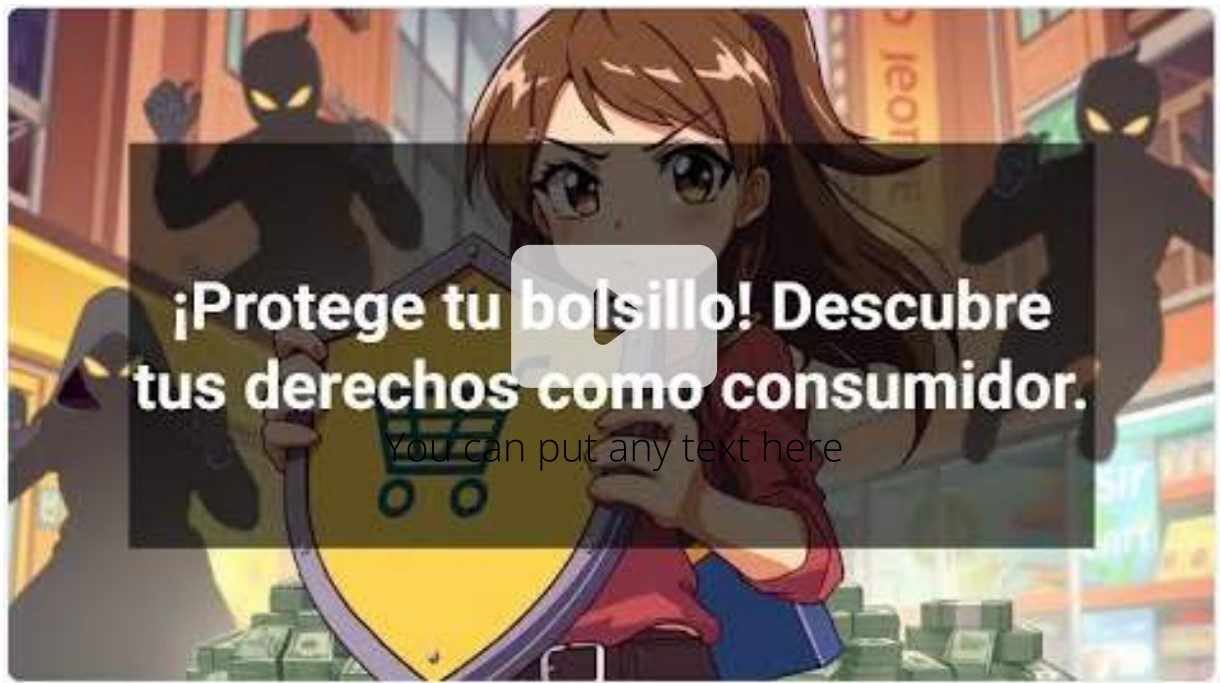 ¡Protege tu bolsillo! Descubre
tus derechos como consumidor.
You can put any text here